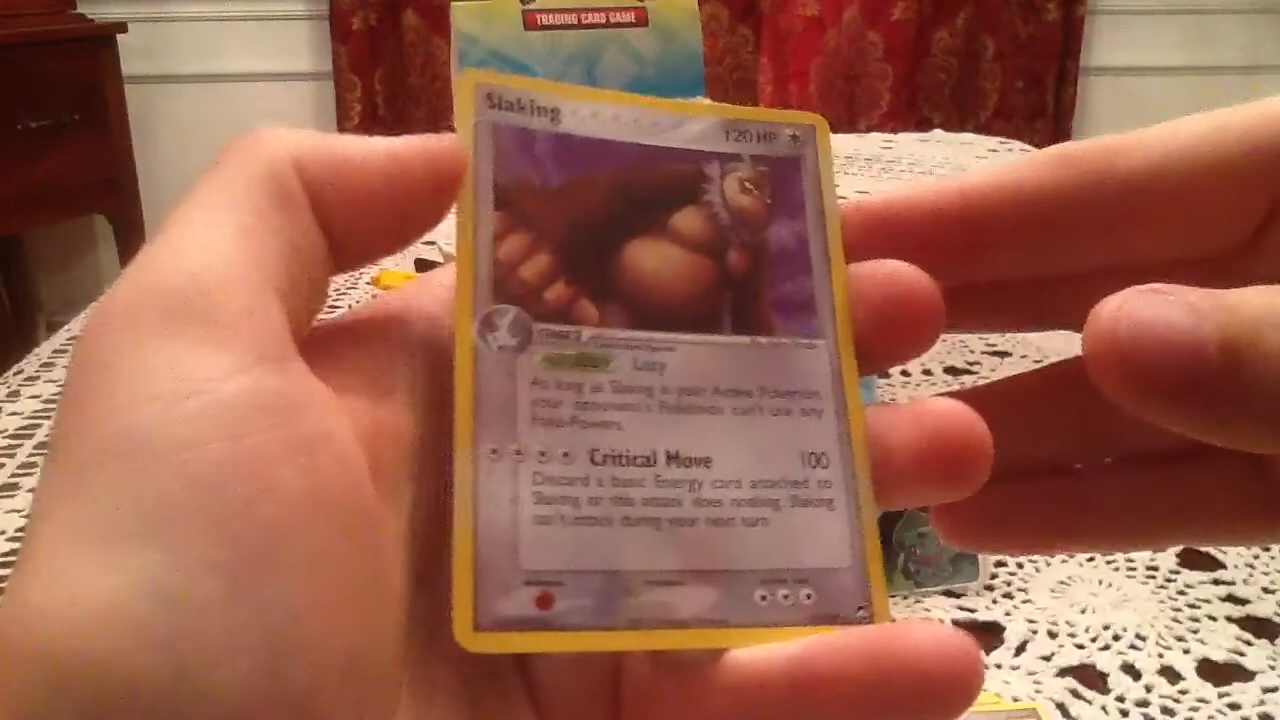 TRADING CARD GAME
Slaking
120 HP
Lazy
As long as Slaking is your Active Pokémon,
your opponent's Pokémon can't use any
Poké-Powers.
Critical Move 100
Discard a basic Energy card attached to
Slaking or this attack does nothing. Slaking
can't attack during your next turn.